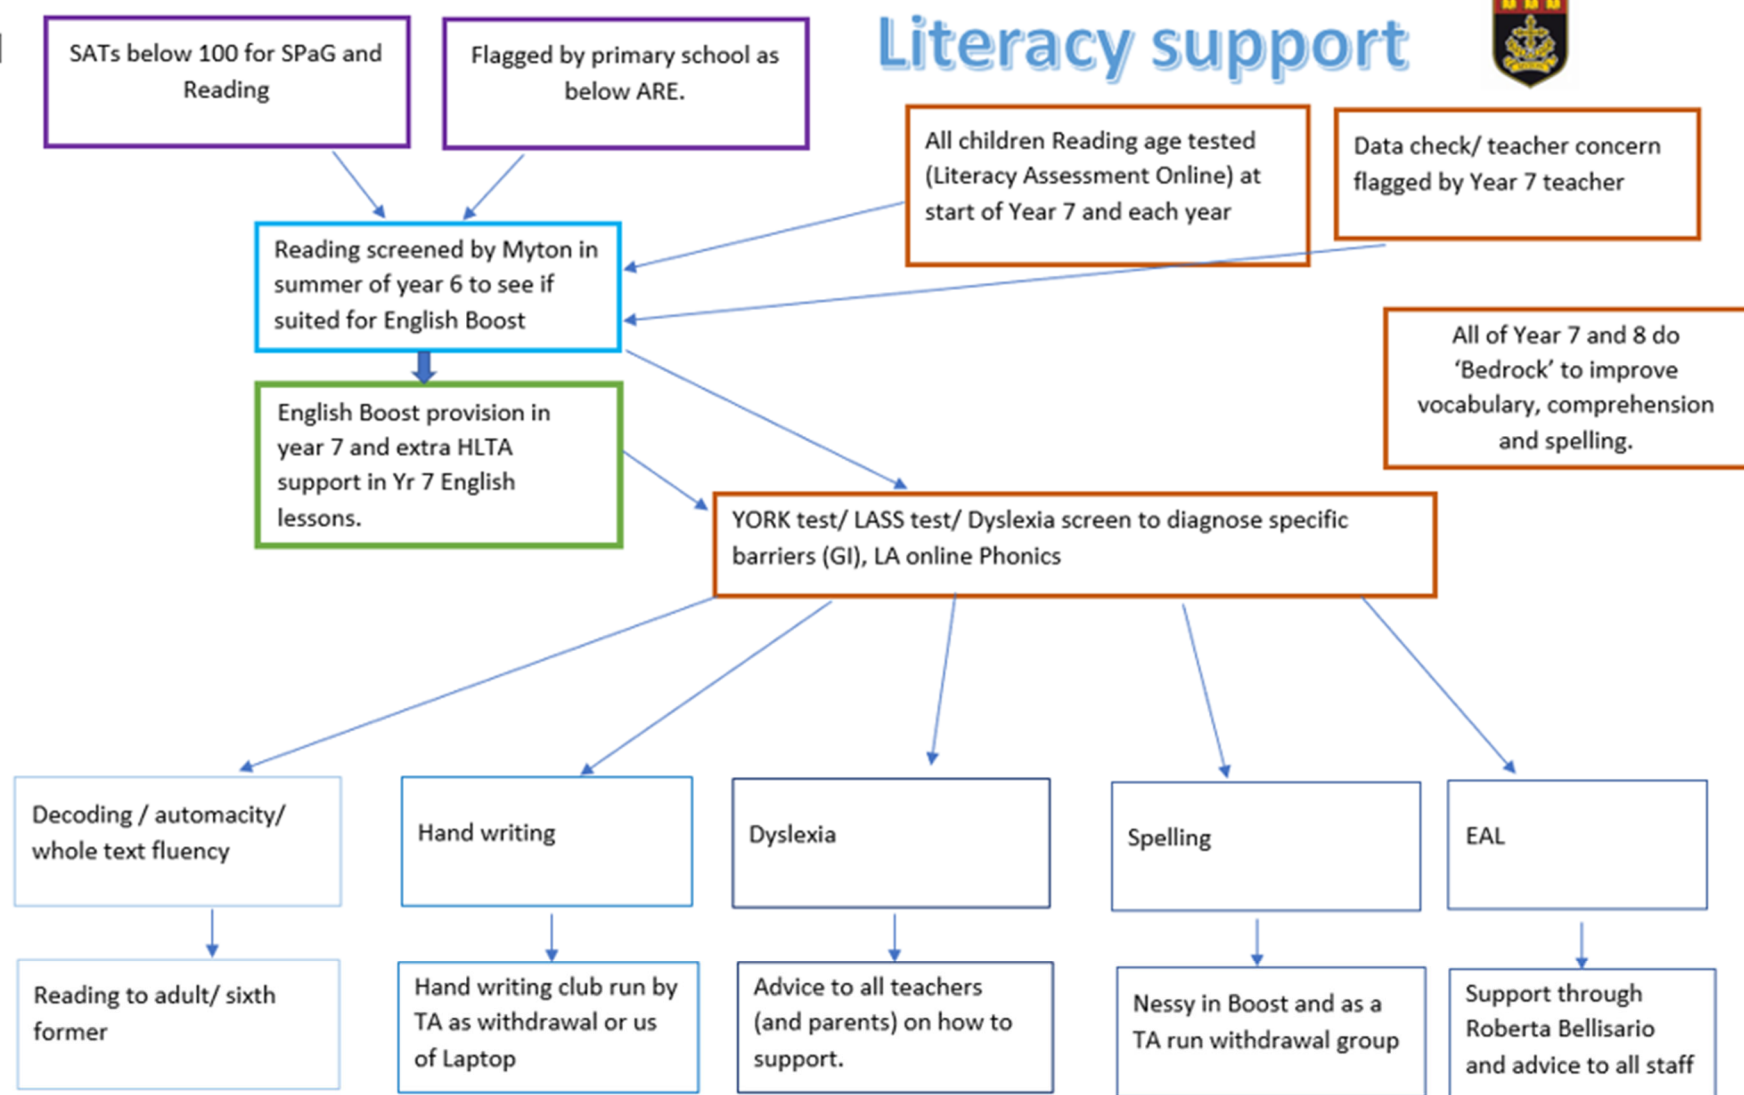 Literacy support
SATs below 100 for SPaG and
Reading
Flagged by primary school as
below ARE.
All children Reading age tested
(Literacy Assessment Online) at
start of Year 7 and each year
Data check/ teacher concern
flagged by Year 7 teacher
Reading screened by Myton in
summer of year 6 to see if
suited for English Boost
All of Year 7 and 8 do
‘Bedrock’ to improve
vocabulary, comprehension
and spelling.
English Boost provision in
year 7 and extra HLTA
support in Yr 7 English
lessons.
YORK test/ LASS test/ Dyslexia screen to diagnose specific
barriers (GI), LA online Phonics
Decoding / automacity/
whole text fluency
Hand writing
Dyslexia
Spelling
EAL
Reading to adult/ sixth
former
Hand writing club run by
TA as withdrawal or us
of Laptop
Advice to all teachers
(and parents) on how to
support.
Nessy in Boost and as a
TA run withdrawal group
Support through
Roberta Bellisario
and advice to all staff